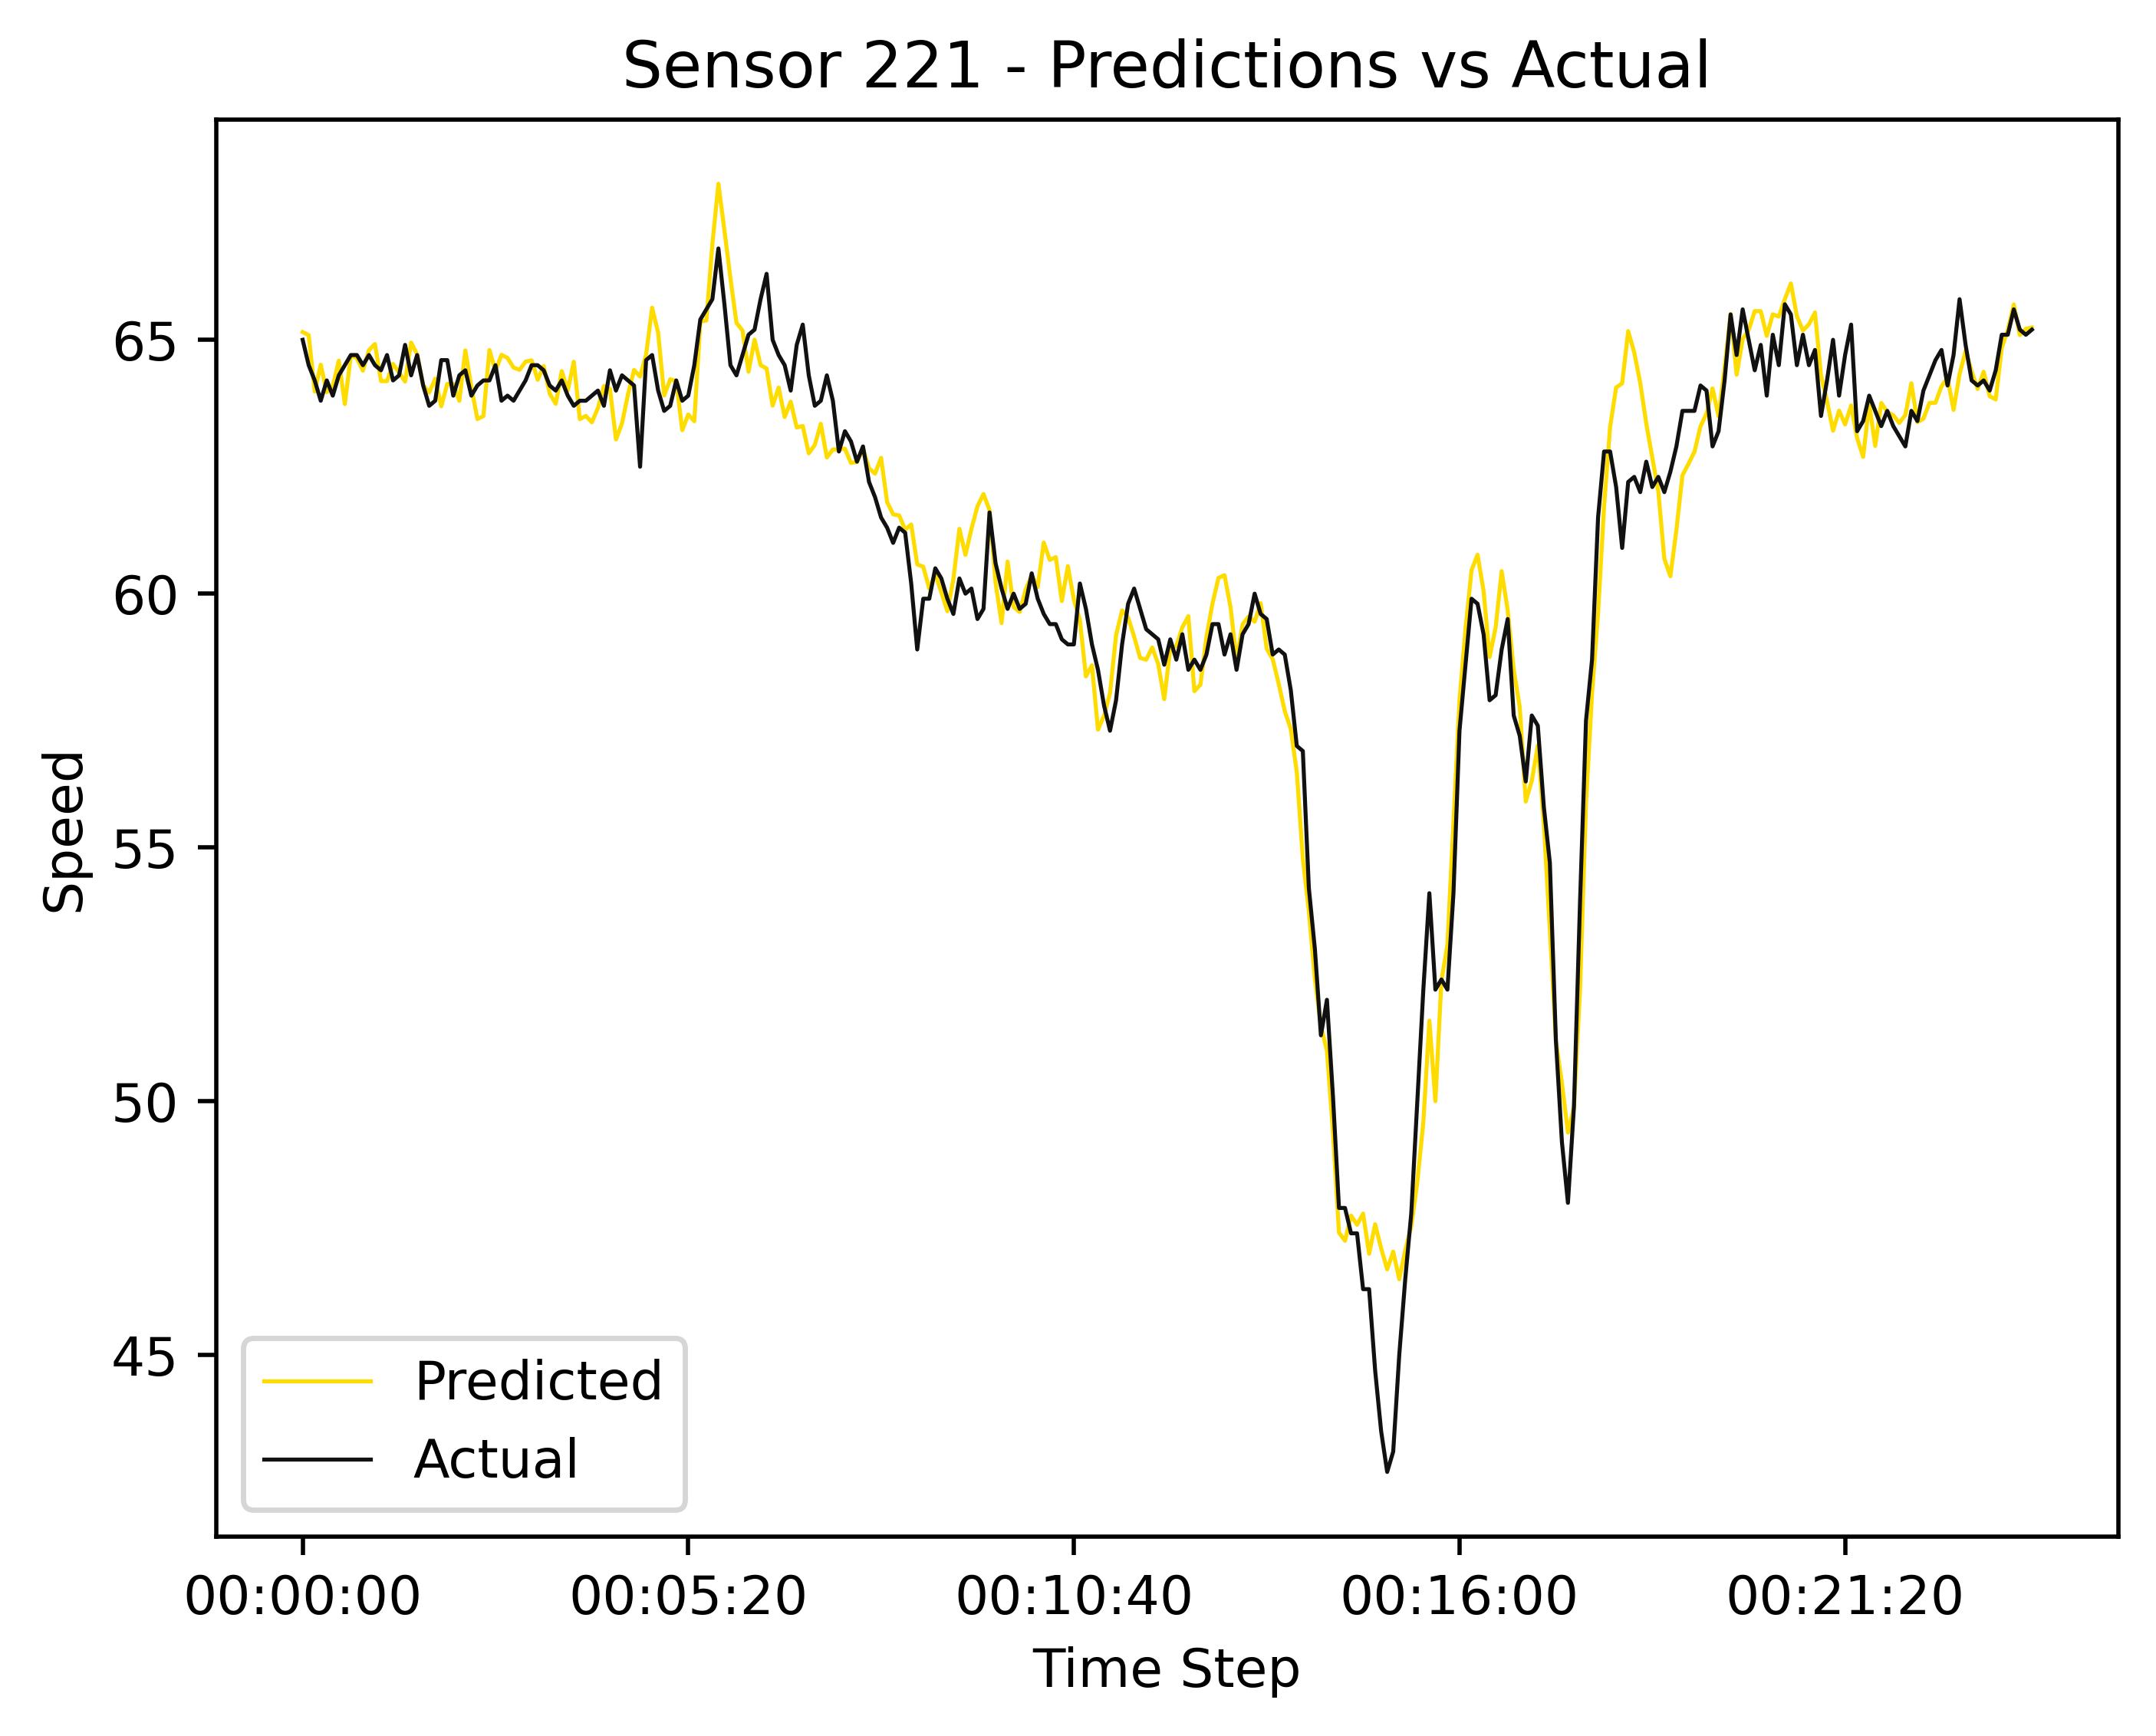 Sensor 221 - Predictions vs Actual
Speed
65
60
55
50
45
Predicted
Actual
00:00:00
00:05:20
00:10:40
00:16:00
00:21:20
Time Step